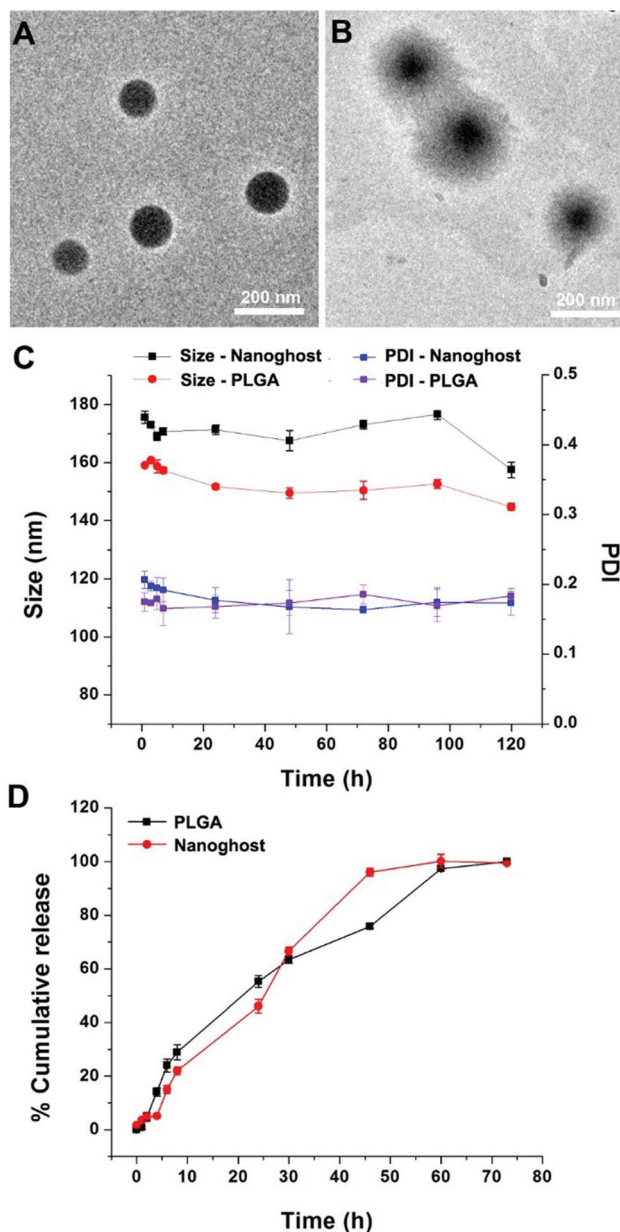 A
B
200 nm
200 nm
C
Size - Nanoghost
PDI - Nanoghost
Size - PLGA
PDI - PLGA
180
160
140
120
100
80
0.5
0.4
0.3
0.2
0.1
0.0
Size (nm)
PDI
0
20
40
60
80
100
120
Time (h)
D
PLGA
Nanoghost
120
100
80
60
40
20
0
% Cumulative release
0
10
20
30
40
50
60
70
80
Time (h)